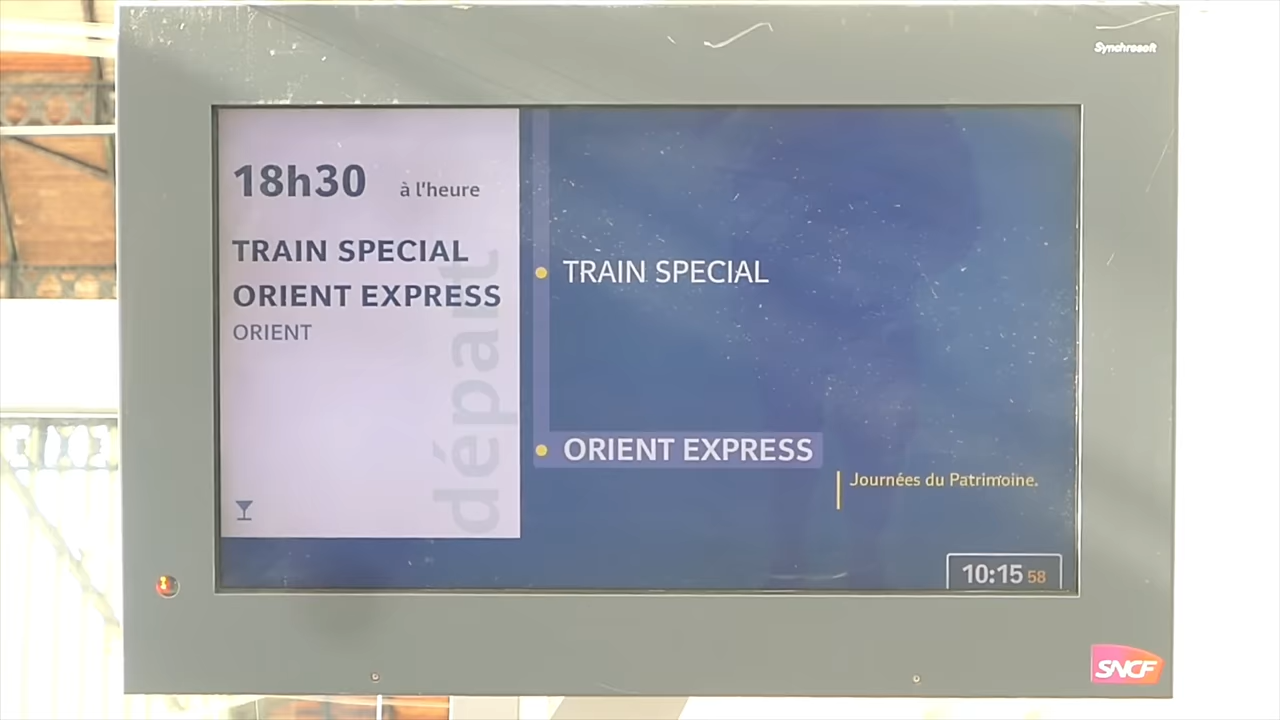 Synchrosoft
18h30 à l'heure
TRAIN SPECIAL
ORIENT EXPRESS
ORIENT
départ
TRAIN SPECIAL
ORIENT EXPRESS
Journées du Patrimoine.
10:15 58
SNCF